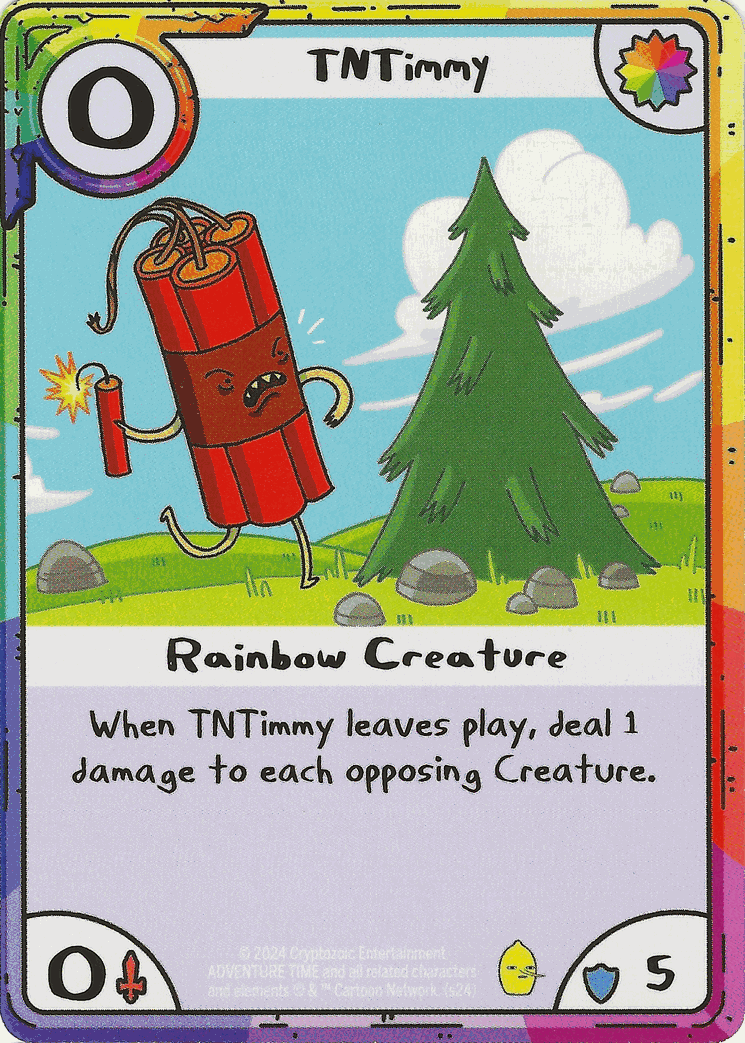 0
TNTimmy
Rainbow Creature
When TNTimmy leaves play, deal 1
damage to each opposing Creature.
0
© 2024 Cryptozoic Entertainment
ADVENTURE TIME and all related characters
and elements © & ™ Cartoon Network. (s24)
5